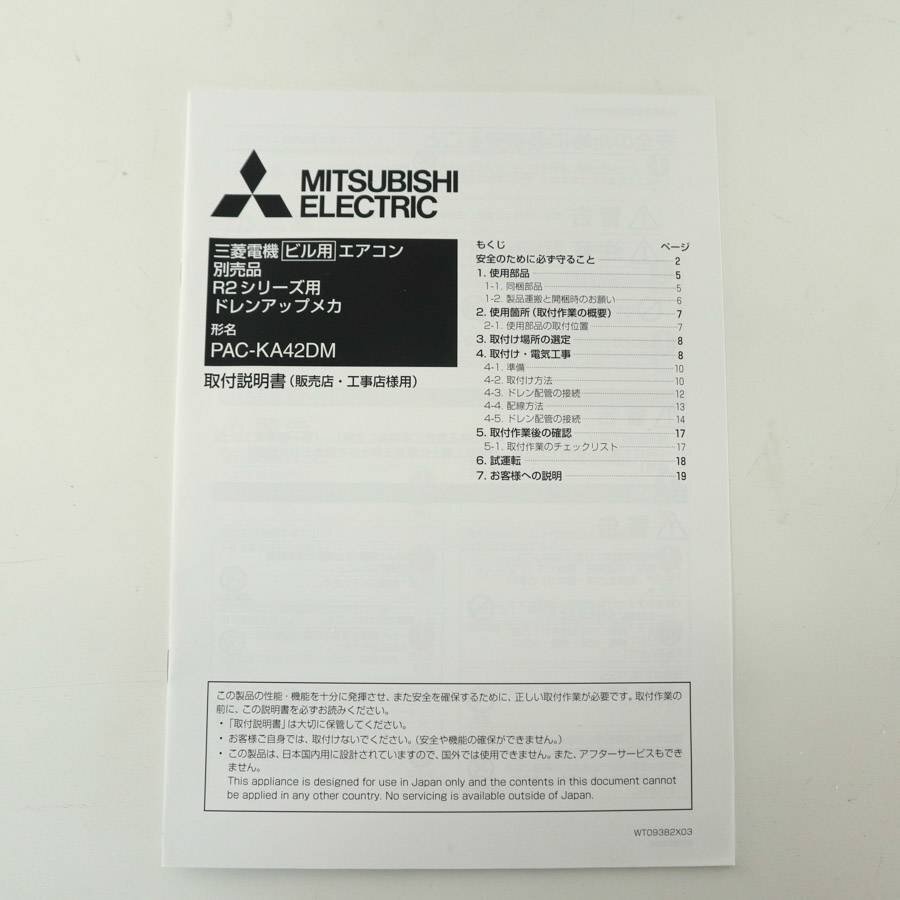 MITSUBISHI
ELECTRIC
三菱電機 ビル用 エアコン
別売品
R2シリーズ用
ドレンアップメカ
形名
PAC-KA42DM
取付説明書(販売店・工事店様用)
もくじ ページ
安全のために必ず守ること 2
1. 使用部品 5
1-1. 同梱部品 5
1-2. 製品運搬と開梱時のお願い 6
2. 使用箇所(取付作業の概要) 7
2-1. 使用部品の取付位置 7
3. 取付け場所の選定 8
4. 取付け・電気工事 8
4-1. 準備 10
4-2. 取付け方法 10
4-3. ドレン配管の接続 12
4-4. 配線方法 13
4-5. ドレン配管の接続 14
5. 取付作業後の確認 17
5-1. 取付作業のチェックリスト 17
6. 試運転 18
7. お客様への説明 19
この製品の性能・機能を十分に発揮させ、また安全を確保するために、正しい取付作業が必要です。取付作業の
前に、この説明書を必ずお読みください。
・「取付説明書」は大切に保管してください。
・お客様ご自身では、取付けないでください。(安全や機能の確保ができません。)
・この製品は、日本国内用に設計されていますので、国外では使用できません。また、アフターサービスもでき
ません。
This appliance is designed for use in Japan only and the contents in this document cannot
be applied in any other country. No servicing is available outside of Japan.
WT09382X03